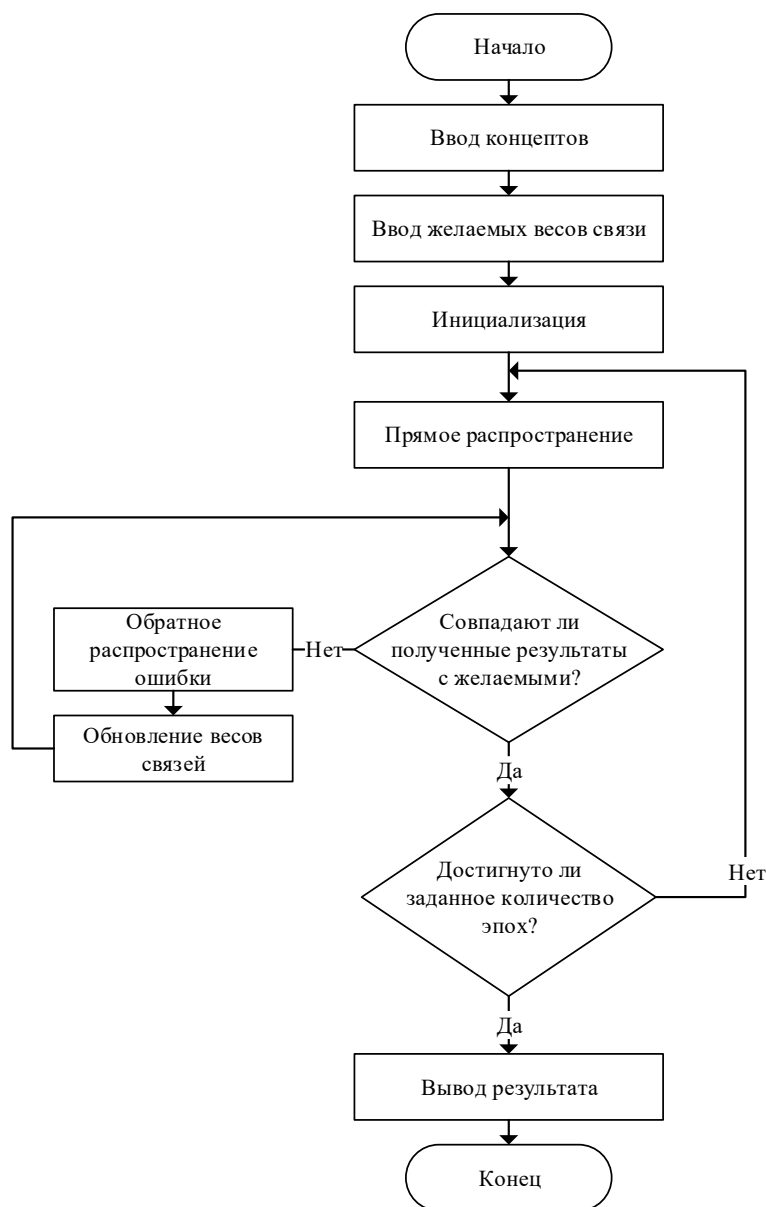 Начало
Ввод концептов
Ввод желаемых весов связи
Инициализация
Прямое распространение
Совпадают ли
полученные результаты
с желаемыми?
Нет
Обратное
распространение
ошибки
Обновление весов
связей
Да
Достигнуто ли
заданное количество
эпох?
Нет
Да
Вывод результата
Конец